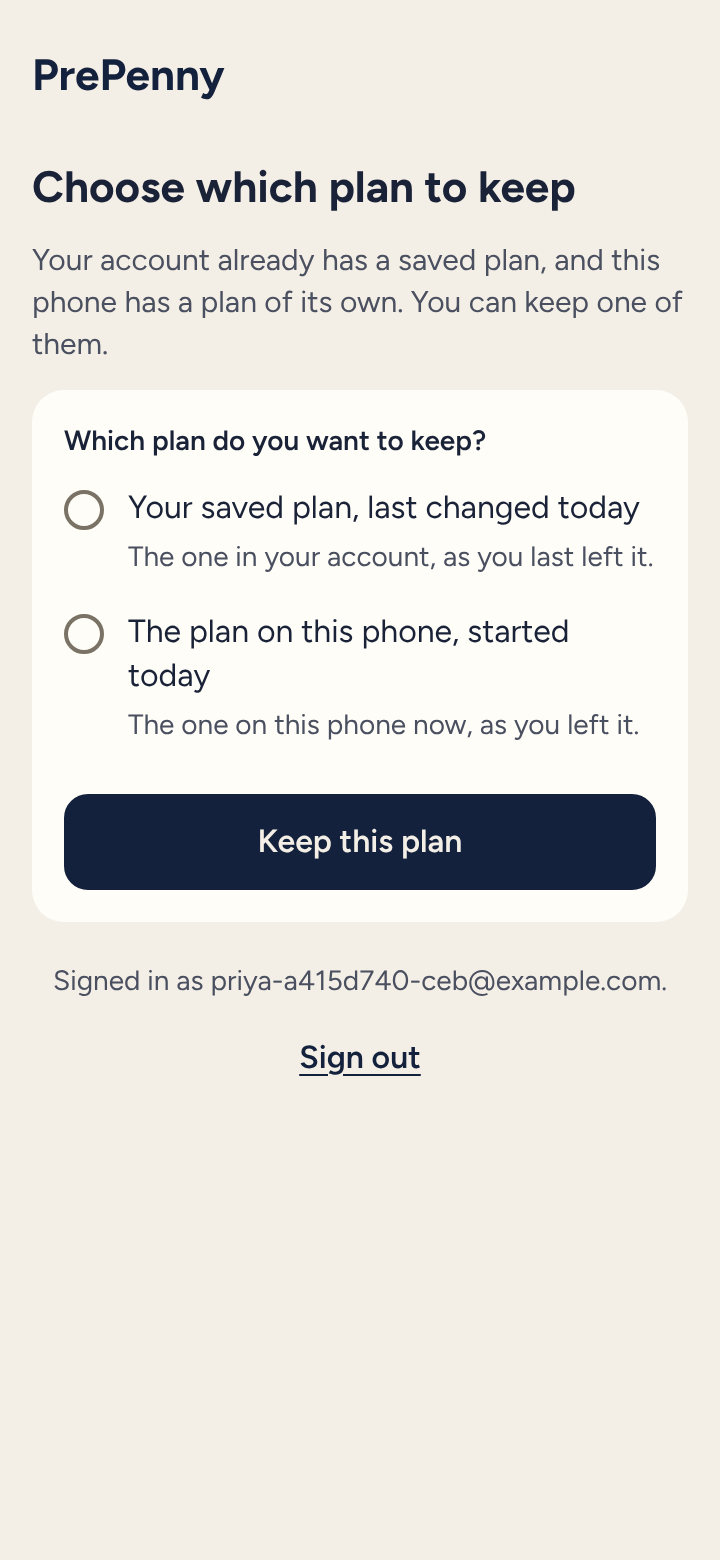 PrePenny
Choose which plan to keep
Your account already has a saved plan, and this
phone has a plan of its own. You can keep one of
them.
Which plan do you want to keep?
Your saved plan, last changed today
The one in your account, as you last left it.
The plan on this phone, started
today
The one on this phone now, as you left it.
Keep this plan
Signed in as priya-a415d740-ceb@example.com.
Sign out